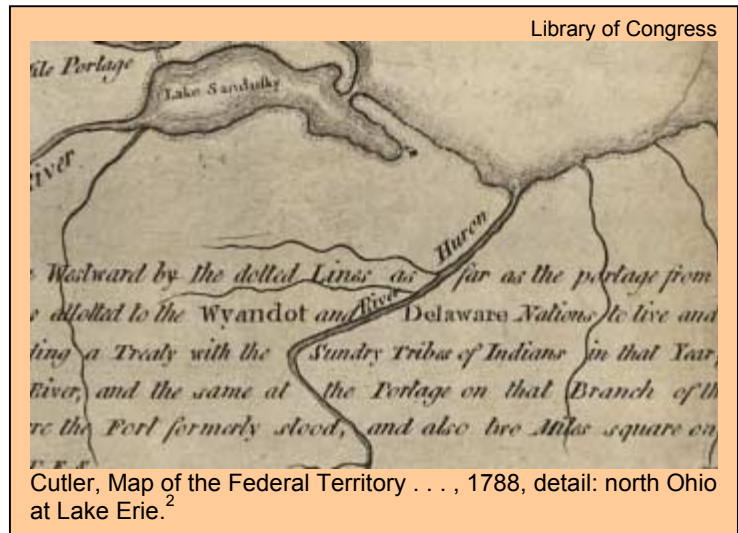 Library of Congress
ile Portage
Lake Sandusky
iver
Huron
River
Westward by the dotted Lines as far as the portage from
allotted to the Wyandot and Delaware Nations to live and
ding a Treaty with the Sundry Tribes of Indians in that Year,
River, and the same at the Portage on that Branch of th
re the Fort formerly stood, and also two Miles square on
Cutler, Map of the Federal Territory . . . , 1788, detail: north Ohio
at Lake Erie.2